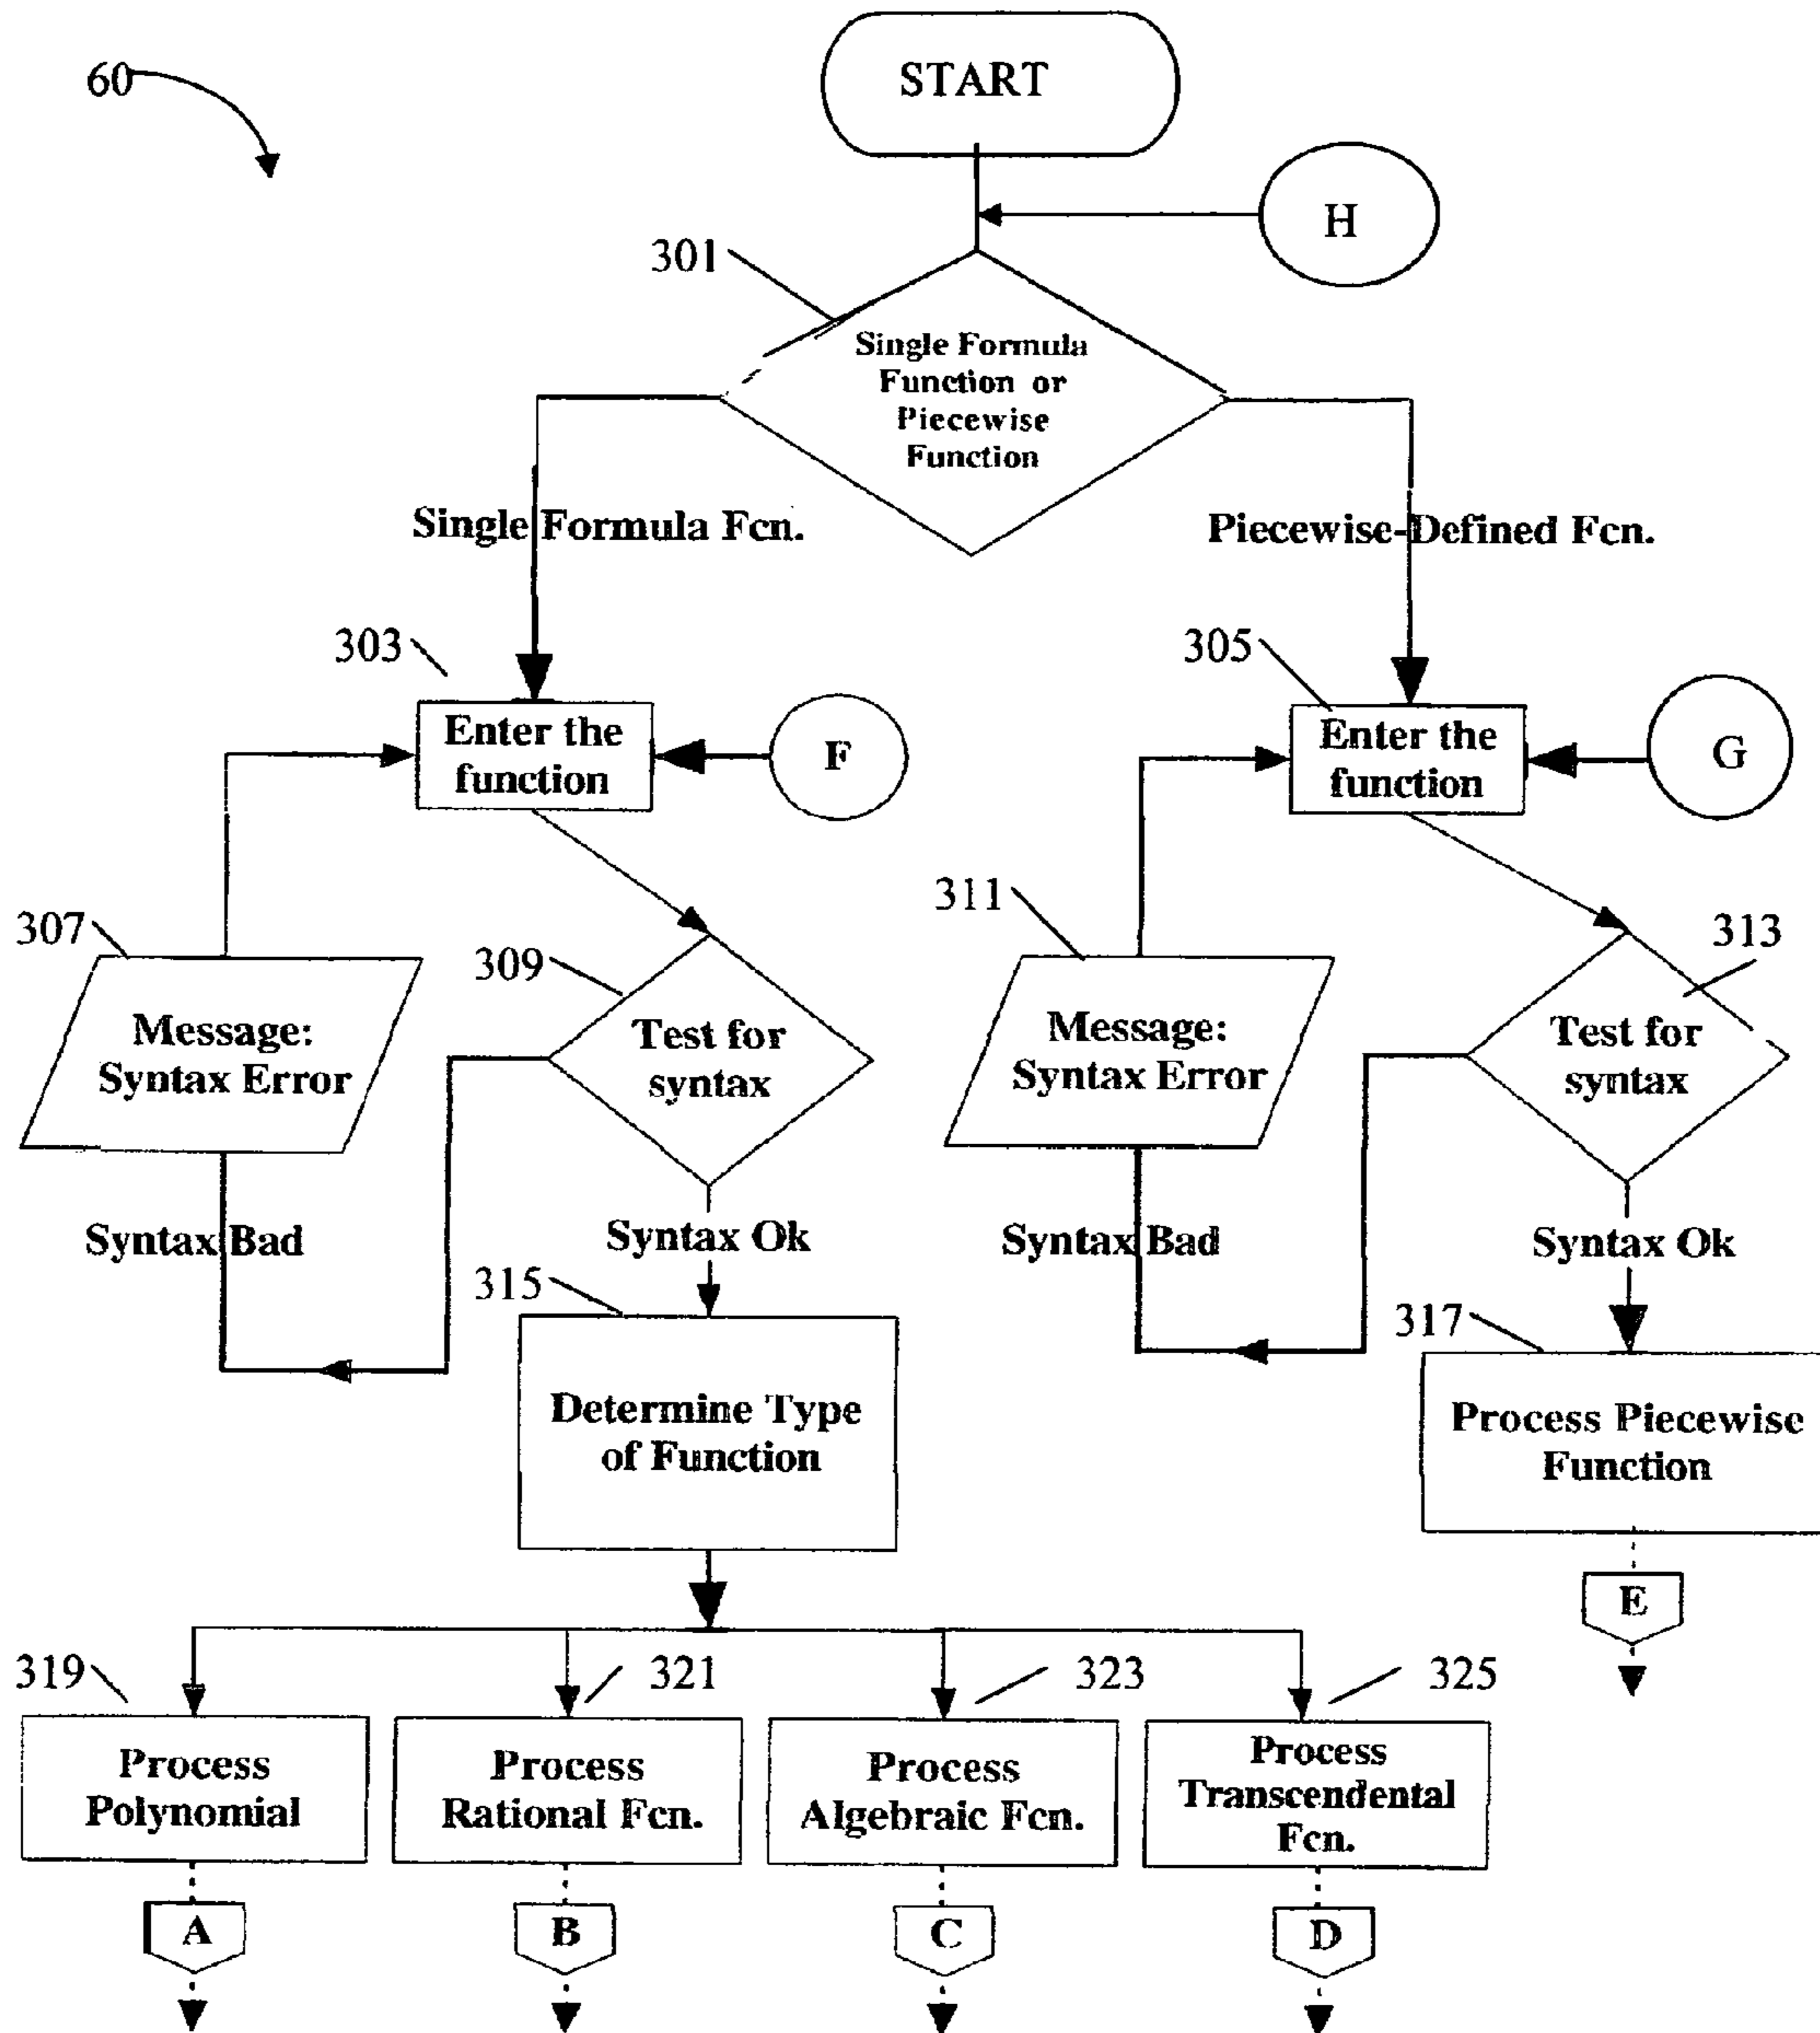 60
START
H
301
Single Formula
Function or
Piecewise
Function
Single Formula Fcn.
Piecewise-Defined Fcn.
303
Enter the
function
F
305
Enter the
function
G
307
Message:
Syntax Error
309
Test for
syntax
311
Message:
Syntax Error
313
Test for
syntax
Syntax Bad
Syntax Ok
Syntax Bad
Syntax Ok
315
Determine Type
of Function
317
Process Piecewise
Function
E
319
Process
Polynomial
321
Process
Rational Fcn.
323
Process
Algebraic Fcn.
325
Process
Transcendental
Fcn.
A
B
C
D